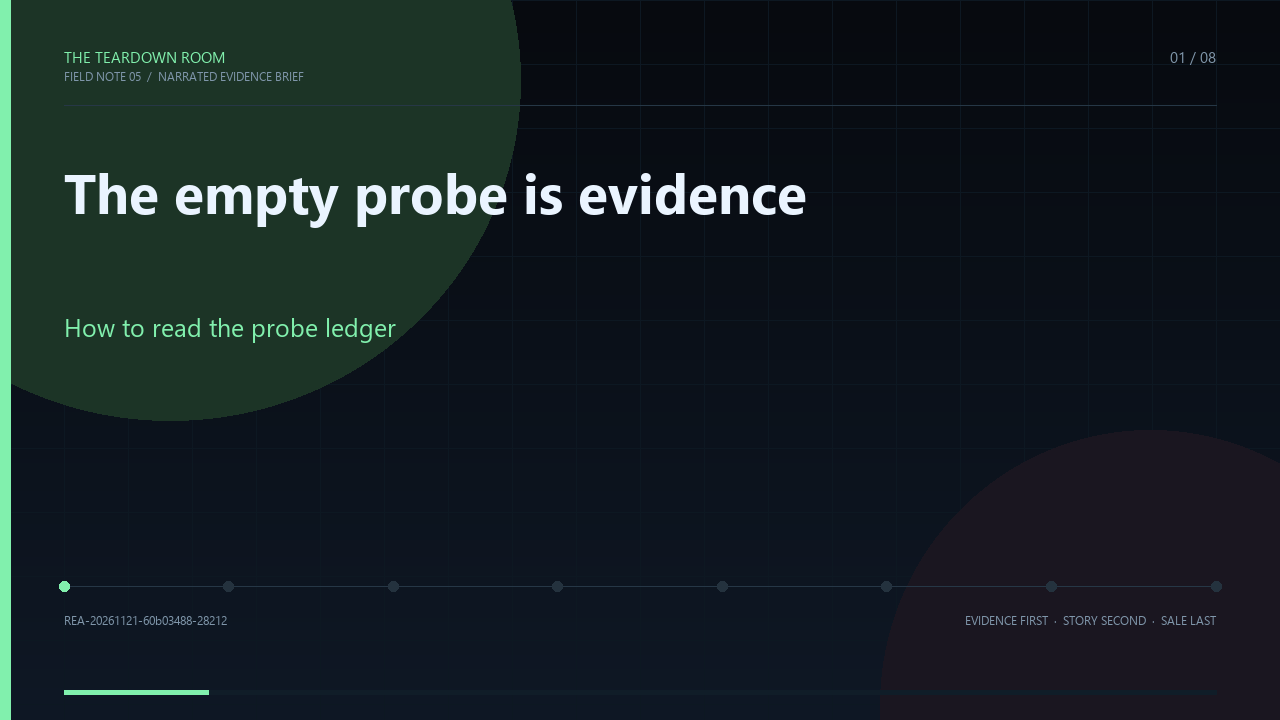 THE TEARDOWN ROOM
FIELD NOTE 05 / NARRATED EVIDENCE BRIEF
01 / 08
The empty probe is evidence
How to read the probe ledger
REA-20261121-60b03488-28212
EVIDENCE FIRST · STORY SECOND · SALE LAST